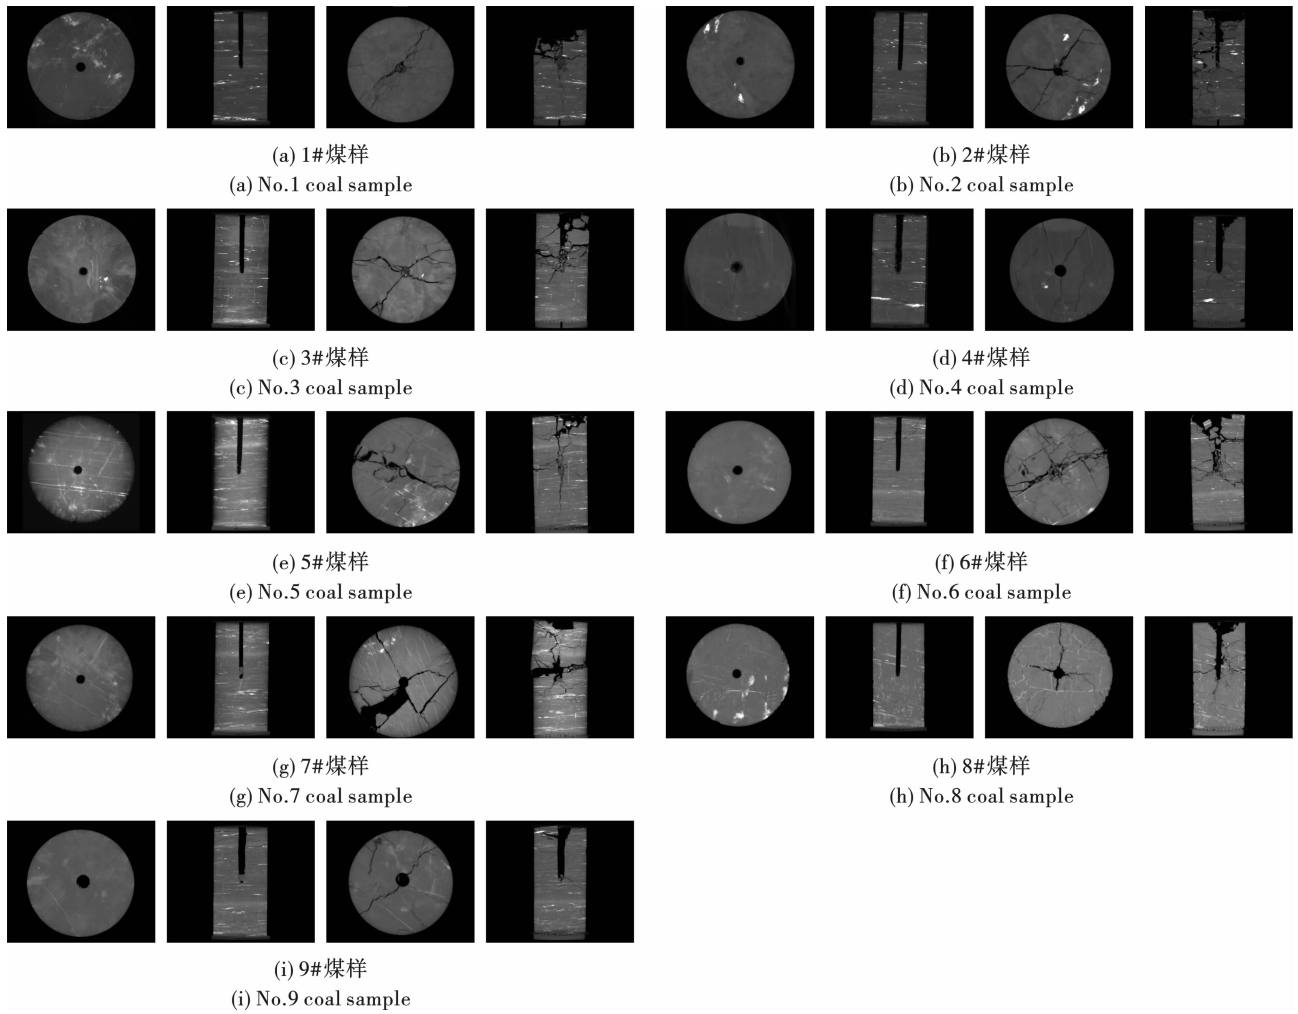 (a) 1#煤样
(a) No.1 coal sample
(b) 2#煤样
(b) No.2 coal sample
(c) 3#煤样
(c) No.3 coal sample
(d) 4#煤样
(d) No.4 coal sample
(e) 5#煤样
(e) No.5 coal sample
(f) 6#煤样
(f) No.6 coal sample
(g) 7#煤样
(g) No.7 coal sample
(h) 8#煤样
(h) No.8 coal sample
(i) 9#煤样
(i) No.9 coal sample